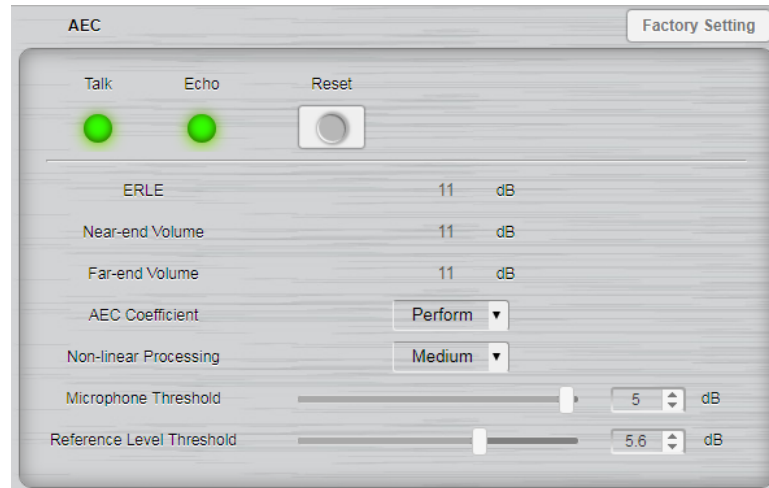 AEC Factory Setting
Talk Echo Reset
ERLE 11 dB
Near-end Volume 11 dB
Far-end Volume 11 dB
AEC Coefficient Perform
Non-linear Processing Medium
Microphone Threshold 5 dB
Reference Level Threshold 5.6 dB